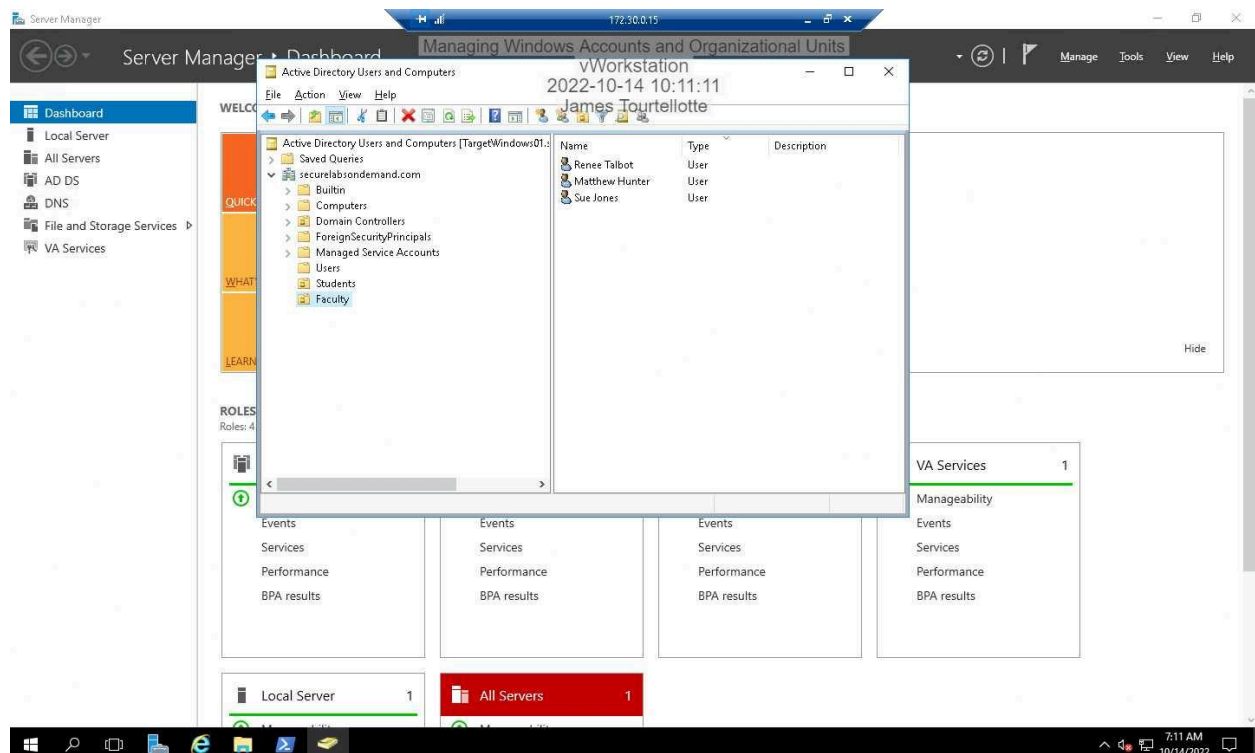 Server Manager
172.30.0.15
Managing Windows Accounts and Organizational Units
vWorkstation
2022-10-14 10:11:11
James Tourtellotte
Server Manager • Dashboard
Manage Tools View Help
Active Directory Users and Computers
File Action View Help
Dashboard
Local Server
All Servers
AD DS
DNS
File and Storage Services
VA Services
WELCO
QUICK
WHAT'
LEARN
Hide
Active Directory Users and Computers [TargetWindows01.s
Saved Queries
securelabsondemand.com
Builtin
Computers
Domain Controllers
ForeignSecurityPrincipals
Managed Service Accounts
Users
Students
Faculty
Name Type Description
Renee Talbot User
Matthew Hunter User
Sue Jones User
ROLES
Roles: 4
Events
Services
Performance
BPA results
Events
Services
Performance
BPA results
Events
Services
Performance
BPA results
VA Services 1
Manageability
Events
Services
Performance
BPA results
Local Server 1
All Servers 1
7:11 AM
10/14/2022